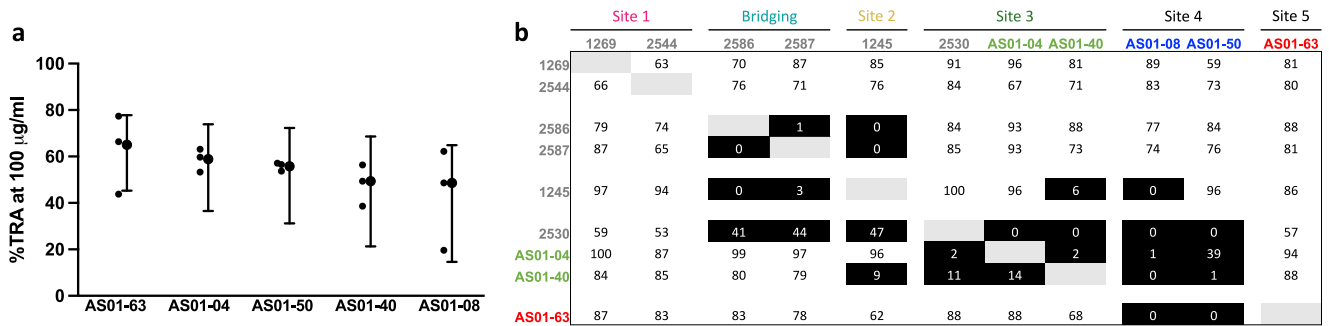 a
%TRA at 100 µg/ml
100
80
60
40
20
0
AS01-63 AS01-04 AS01-50 AS01-40 AS01-08
b
Site 1 Bridging Site 2 Site 3 Site 4 Site 5
1269 2544 2586 2587 1245 2530 AS01-04 AS01-40 AS01-08 AS01-50 AS01-63
1269 63 70 87 85 91 96 81 89 59 81
2544 66 76 71 76 84 67 71 83 73 80
2586 79 74 1 0 84 93 88 77 84 88
2587 87 65 0 0 85 93 73 74 76 81
1245 97 94 0 3 100 96 6 0 96 86
2530 59 53 41 44 47 0 0 0 0 57
AS01-04 100 87 99 97 96 2 2 1 39 94
AS01-40 84 85 80 79 9 11 14 0 1 88
AS01-63 87 83 83 78 62 88 88 68 0 0